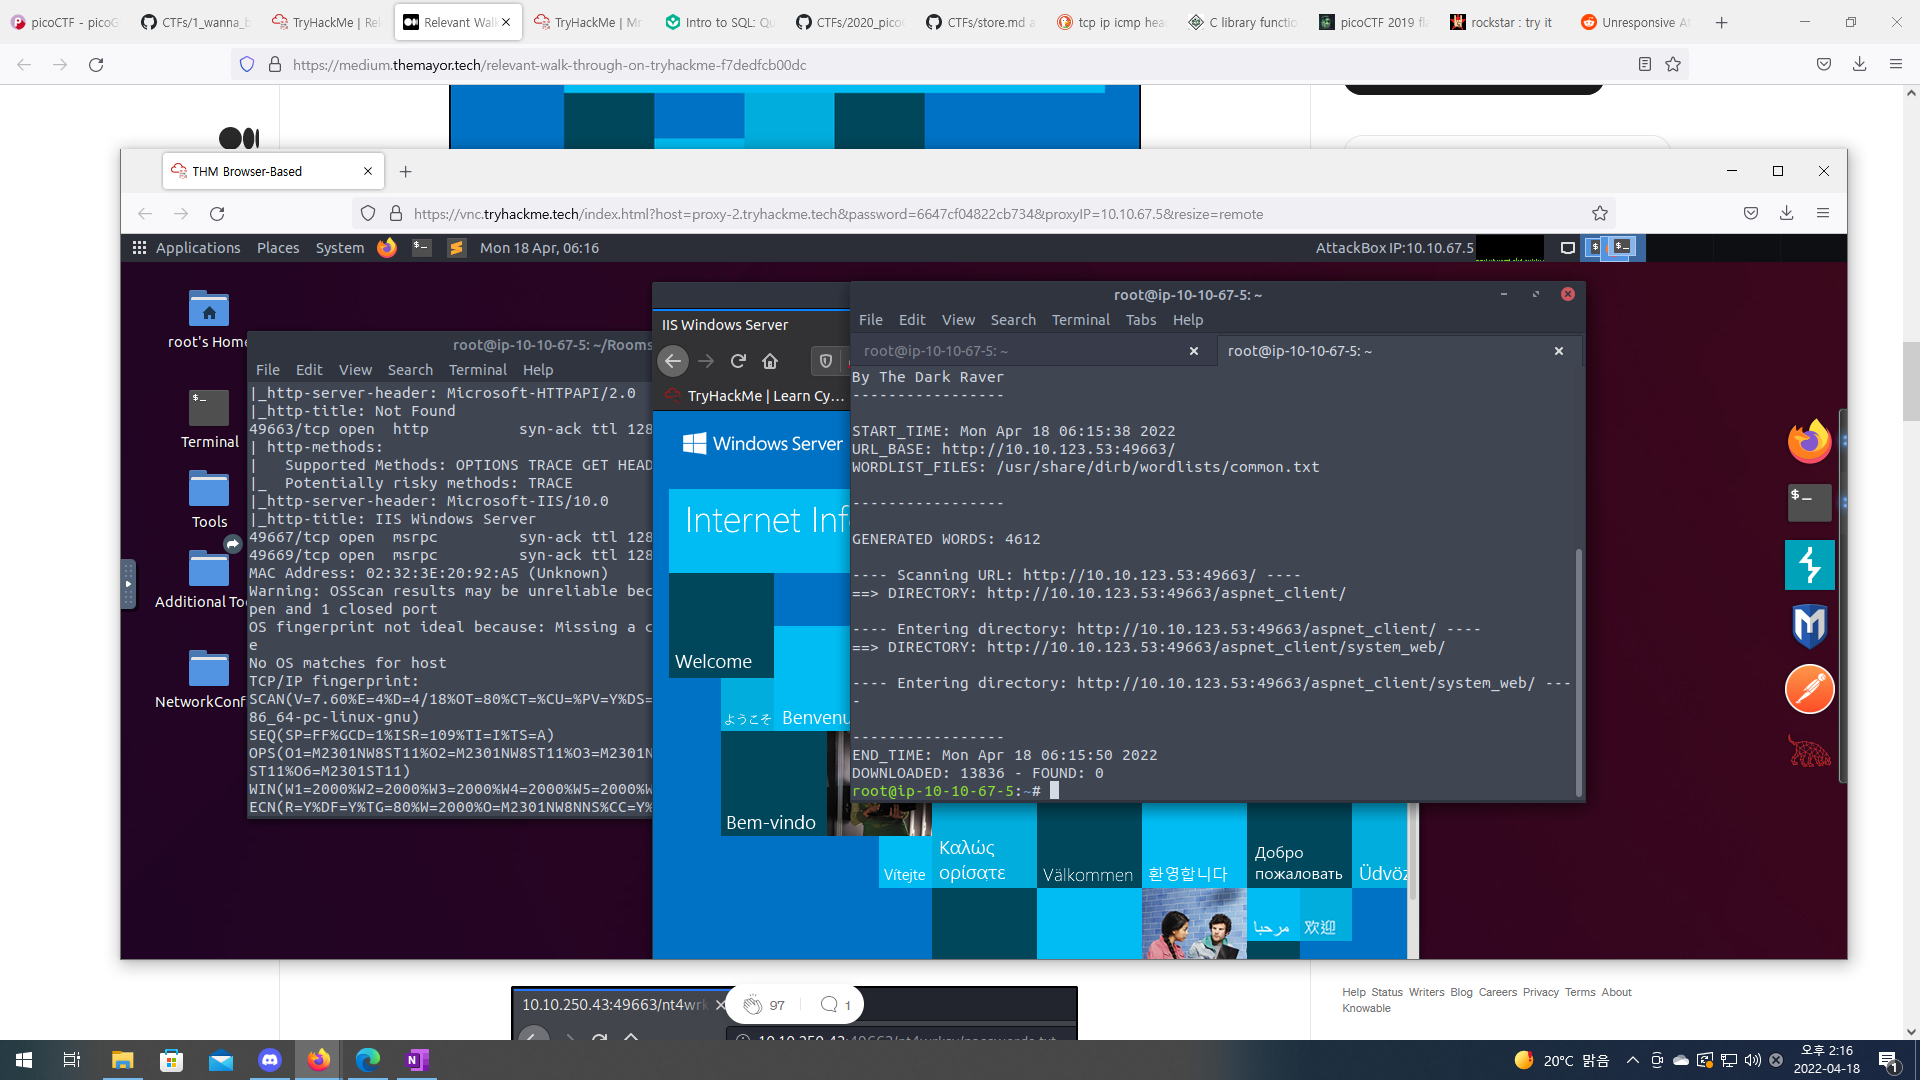 picoCTF - picoG
CTFs/1_wanna_b
TryHackMe | Rel
Relevant Walk
TryHackMe | Mr
Intro to SQL: Qu
CTFs/2020_pico
CTFs/store.md a
tcp ip icmp hea
C library functio
picoCTF 2019 fl
rockstar : try it
Unresponsive A
https://medium.themayor.tech/relevant-walk-through-on-tryhackme-f7dedfcb00dc
THM Browser-Based
https://vnc.tryhackme.tech/index.html?host=proxy-2.tryhackme.tech&password=6647cf04822cb734&proxyIP=10.10.67.5&resize=remote
Applications Places System Mon 18 Apr, 06:16 AttackBox IP:10.10.67.5
root's Home
Terminal
Tools
Additional To
NetworkConf
root@ip-10-10-67-5: ~/Rooms
File Edit View Search Terminal Help
|_http-server-header: Microsoft-HTTPAPI/2.0
|_http-title: Not Found
49663/tcp open  http          syn-ack ttl 128
| http-methods:
|   Supported Methods: OPTIONS TRACE GET HEAD
|_  Potentially risky methods: TRACE
|_http-server-header: Microsoft-IIS/10.0
|_http-title: IIS Windows Server
49667/tcp open  msrpc         syn-ack ttl 128
49669/tcp open  msrpc         syn-ack ttl 128
MAC Address: 02:32:3E:20:92:A5 (Unknown)
Warning: OSScan results may be unreliable bec
pen and 1 closed port
OS fingerprint not ideal because: Missing a c
e
No OS matches for host
TCP/IP fingerprint:
SCAN(V=7.60%E=4%D=4/18%OT=80%CT=%CU=%PV=Y%DS=
86_64-pc-linux-gnu)
SEQ(SP=FF%GCD=1%ISR=109%TI=I%TS=A)
OPS(O1=M2301NW8ST11%O2=M2301NW8ST11%O3=M2301N
ST11%O6=M2301ST11)
WIN(W1=2000%W2=2000%W3=2000%W4=2000%W5=2000%W
ECN(R=Y%DF=Y%TG=80%W=2000%O=M2301NW8NNS%CC=Y%
IIS Windows Server
TryHackMe | Learn Cy...
Windows Server
Internet Inf
Welcome
ようこそ
Benvenu
Bem-vindo
Vítejte
Καλώς
ορίσατε
Välkommen
환영합니다
Добро
пожаловать
Üdvöz
مرحبا
欢迎
root@ip-10-10-67-5: ~
File Edit View Search Terminal Tabs Help
root@ip-10-10-67-5: ~
root@ip-10-10-67-5: ~
By The Dark Raver
-----------------
START_TIME: Mon Apr 18 06:15:38 2022
URL_BASE: http://10.10.123.53:49663/
WORDLIST_FILES: /usr/share/dirb/wordlists/common.txt
-----------------
GENERATED WORDS: 4612
---- Scanning URL: http://10.10.123.53:49663/ ----
==> DIRECTORY: http://10.10.123.53:49663/aspnet_client/
---- Entering directory: http://10.10.123.53:49663/aspnet_client/ ----
==> DIRECTORY: http://10.10.123.53:49663/aspnet_client/system_web/
---- Entering directory: http://10.10.123.53:49663/aspnet_client/system_web/ ---
-
-----------------
END_TIME: Mon Apr 18 06:15:50 2022
DOWNLOADED: 13836 - FOUND: 0
root@ip-10-10-67-5:~#
10.10.250.43:49663/nt4wrk
97
1
10.10.250.43:49663/nt4wrksv/passwords.txt
Help Status Writers Blog Careers Privacy Terms About
Knowable
20°C 맑음
오후 2:16
2022-04-18
1